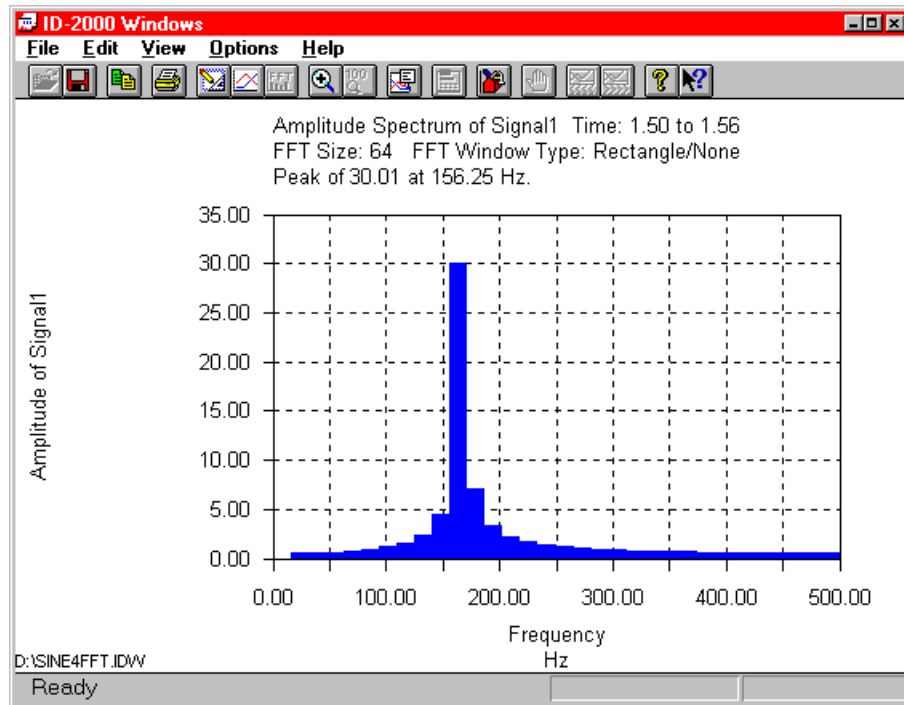 ID-2000 Windows
File Edit View Options Help
FFT 100
Amplitude Spectrum of Signal1 Time: 1.50 to 1.56
FFT Size: 64 FFT Window Type: Rectangle/None
Peak of 30.01 at 156.25 Hz.
35.00
30.00
25.00
20.00
15.00
10.00
5.00
0.00
Amplitude of Signal1
0.00 100.00 200.00 300.00 400.00 500.00
Frequency
Hz
D:\SINE4FFT.IDW
Ready